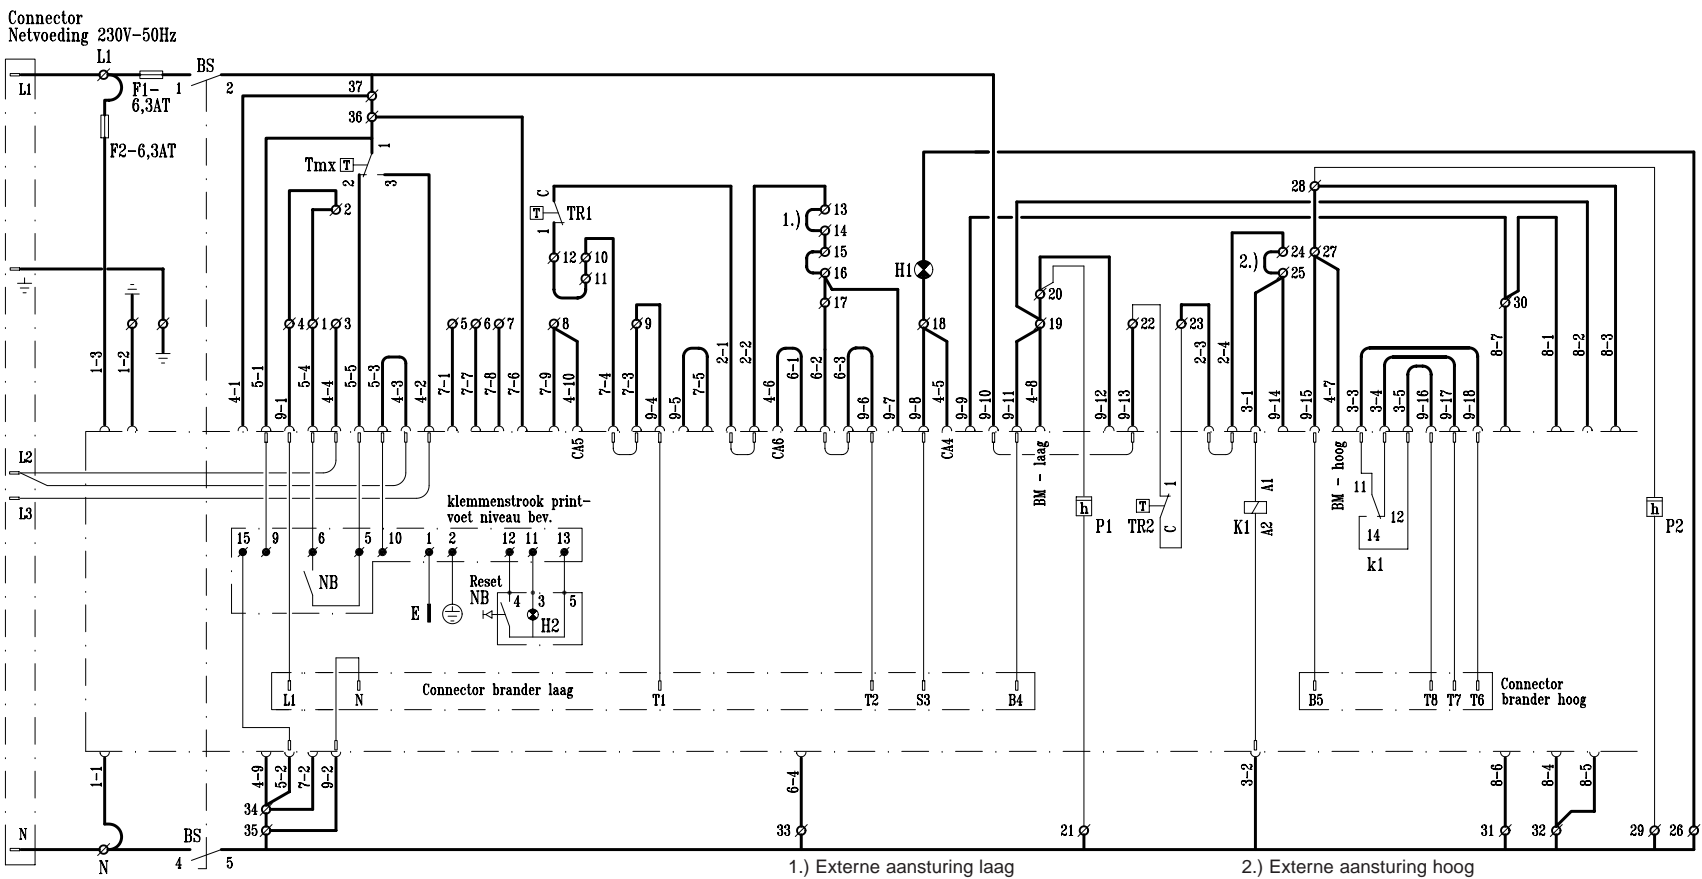 Connector
Netvoeding 230V-50Hz
L1
BS
L1
F1-
6,3AT
1
2
F2-6,3AT
37
36
1
Tmx
T
2
3
2
C
T
TR1
1
12
10
11
1.)
13
14
15
16
17
H1
28
24
27
2.)
25
20
30
4
1
3
5
6
7
8
9
18
19
22
23
1-3
1-2
4-1
5-1
9-1
5-4
4-4
5-5
5-3
4-3
4-2
7-1
7-7
7-8
7-6
7-9
4-10
7-4
7-3
9-4
9-5
7-5
2-1
2-2
4-6
6-1
6-2
6-3
9-6
9-7
9-8
4-5
9-9
9-10
9-11
4-8
9-12
9-13
2-3
2-4
3-1
9-14
9-15
4-7
3-3
3-4
3-5
9-16
9-17
9-18
8-7
8-1
8-2
8-3
CA5
CA6
CA4
BM - laag
BM - hoog
L2
L3
klemmenstrook print-
voet niveau bev.
15
9
6
5
10
1
2
12
11
13
NB
E
Reset
NB
4
3
5
H2
h
P1
T
TR2
1
C
K1
A1
A2
11
12
14
k1
h
P2
Connector brander laag
L1
N
T1
T2
S3
B4
B5
T8
T7
T6
Connector
brander hoog
1-1
4-9
5-2
7-2
9-2
6-4
3-2
8-6
8-4
8-5
34
35
33
21
31
32
29
26
N
N
BS
4
5
1.) Externe aansturing laag
2.) Externe aansturing hoog